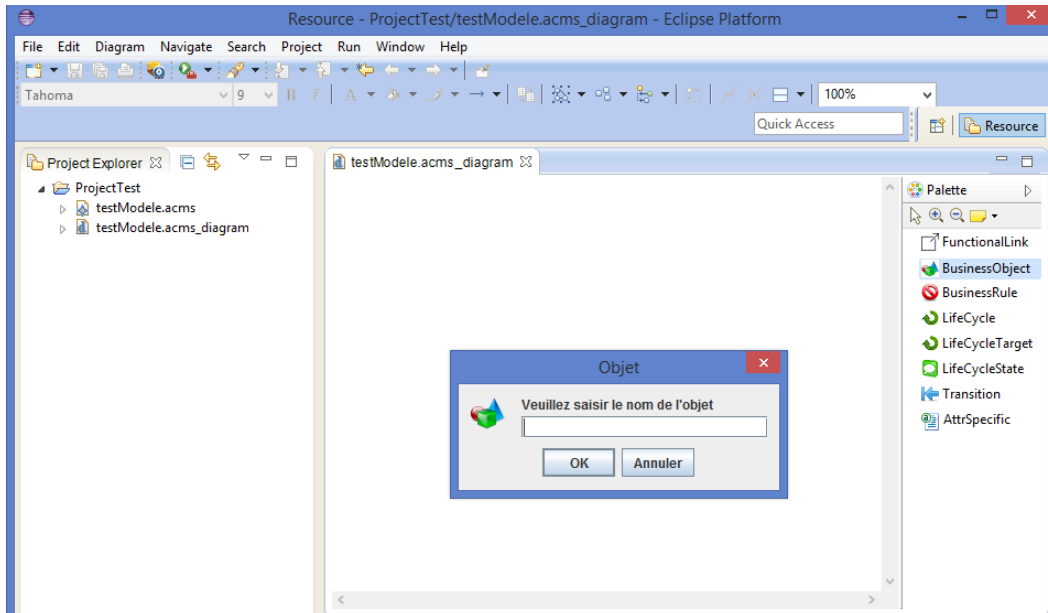 Resource - ProjectTest/testModele.acms_diagram - Eclipse Platform
File Edit Diagram Navigate Search Project Run Window Help
Tahoma 9 B I A 100%
Quick Access Resource
Project Explorer
testModele.acms_diagram
ProjectTest
testModele.acms
testModele.acms_diagram
Palette
FunctionalLink
BusinessObject
BusinessRule
LifeCycle
LifeCycleTarget
LifeCycleState
Transition
AttrSpecific
Objet
Veuillez saisir le nom de l'objet
OK Annuler